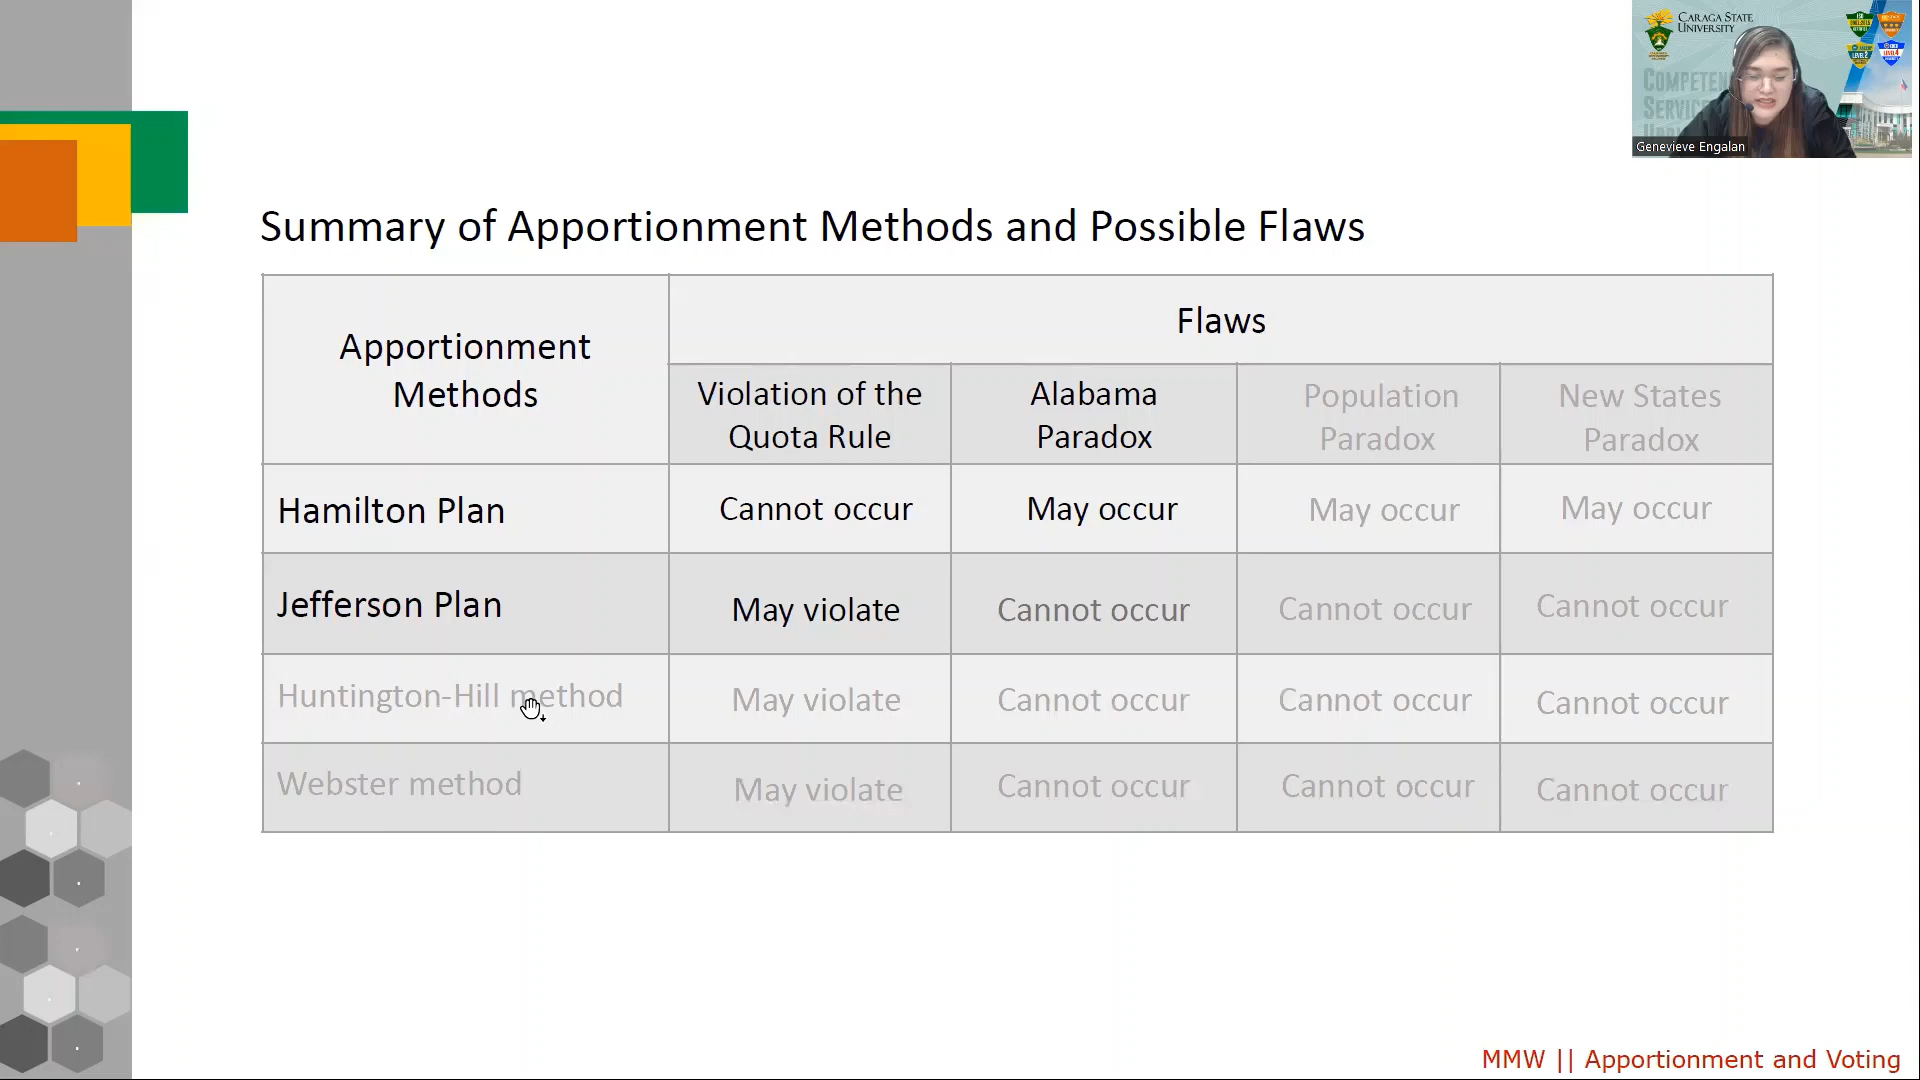 CARAGA STATE
UNIVERSITY
COMPETEN
SERVIC
Genevieve Engalan
Summary of Apportionment Methods and Possible Flaws
Apportionment
Methods
Flaws
Violation of the
Quota Rule
Alabama
Paradox
Population
Paradox
New States
Paradox
Hamilton Plan
Cannot occur
May occur
May occur
May occur
Jefferson Plan
May violate
Cannot occur
Cannot occur
Cannot occur
Huntington-Hill method
May violate
Cannot occur
Cannot occur
Cannot occur
Webster method
May violate
Cannot occur
Cannot occur
Cannot occur
MMW || Apportionment and Voting